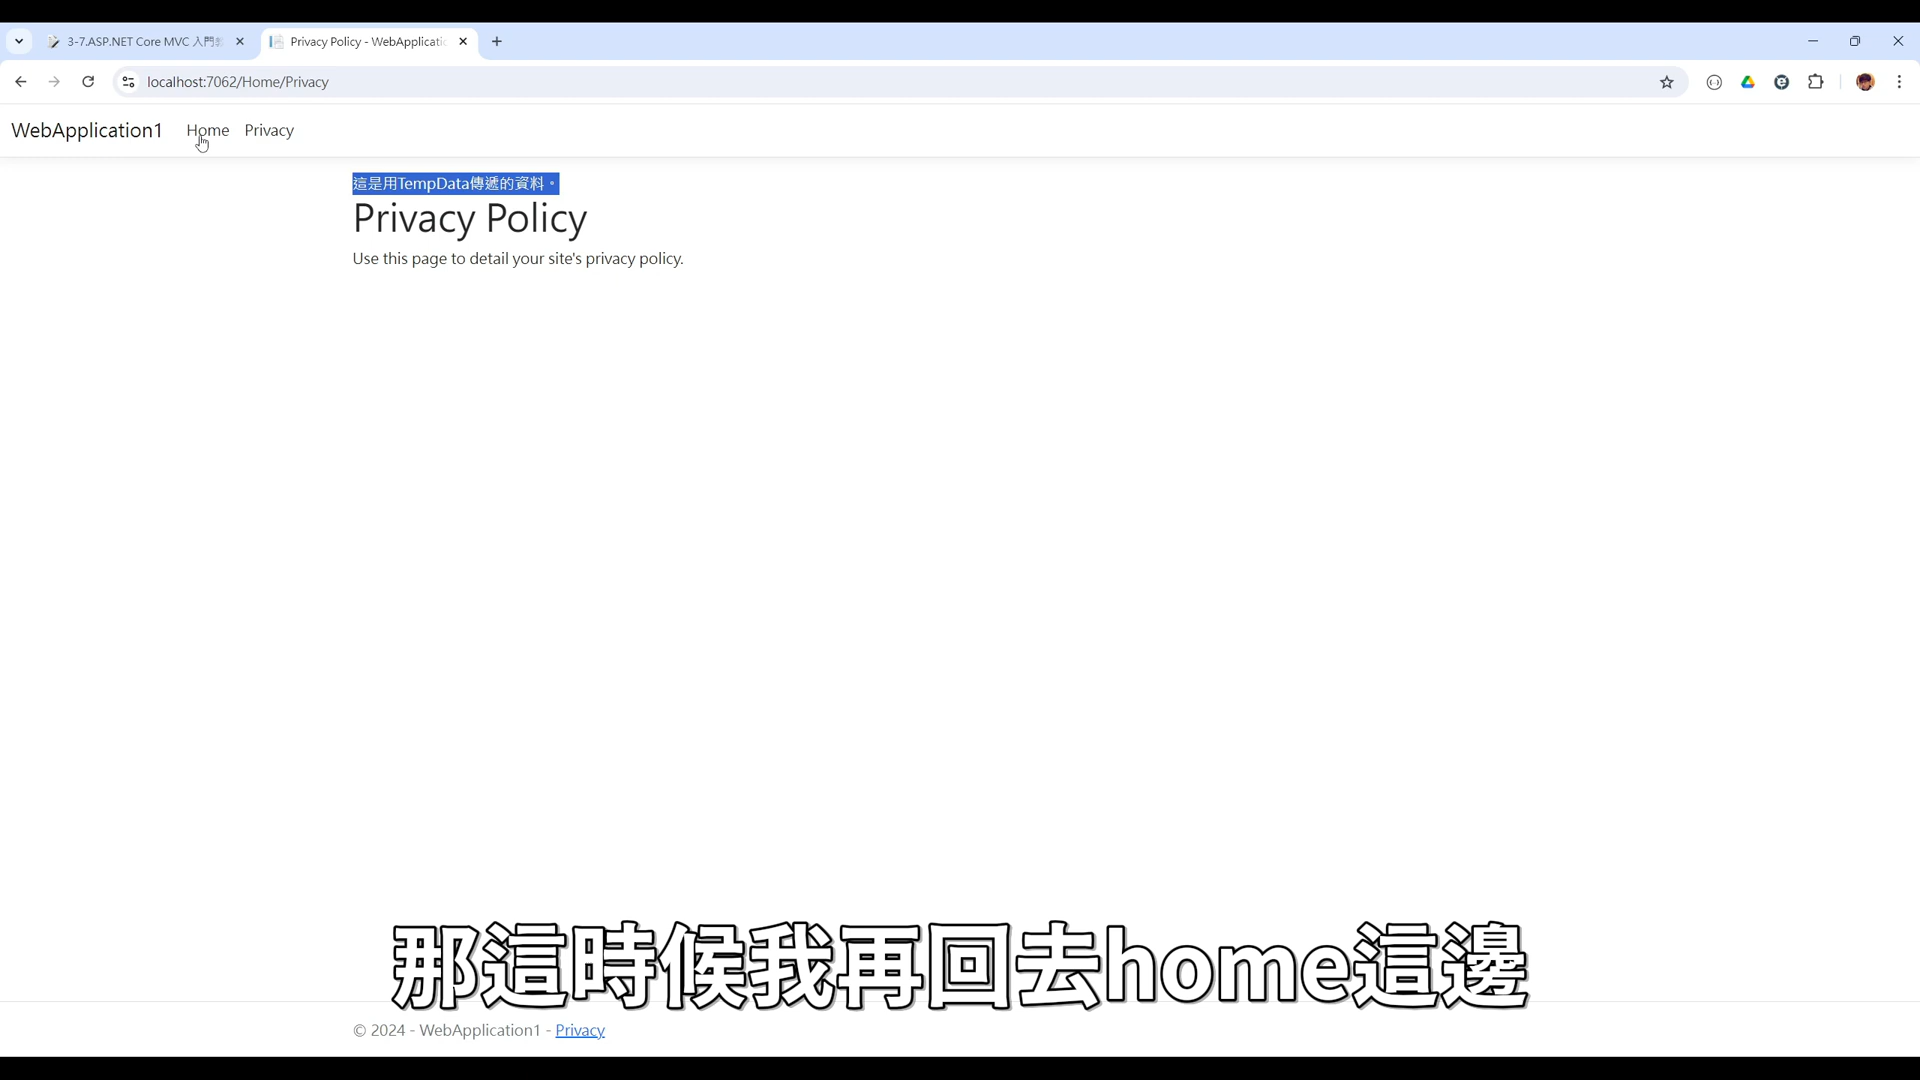 3-7.ASP.NET Core MVC 入門
Privacy Policy - WebApplicati
localhost:7062/Home/Privacy
WebApplication1 Home Privacy
這是用TempData傳遞的資料。
Privacy Policy
Use this page to detail your site's privacy policy.
那這時候我再回去home這邊
© 2024 - WebApplication1 - Privacy